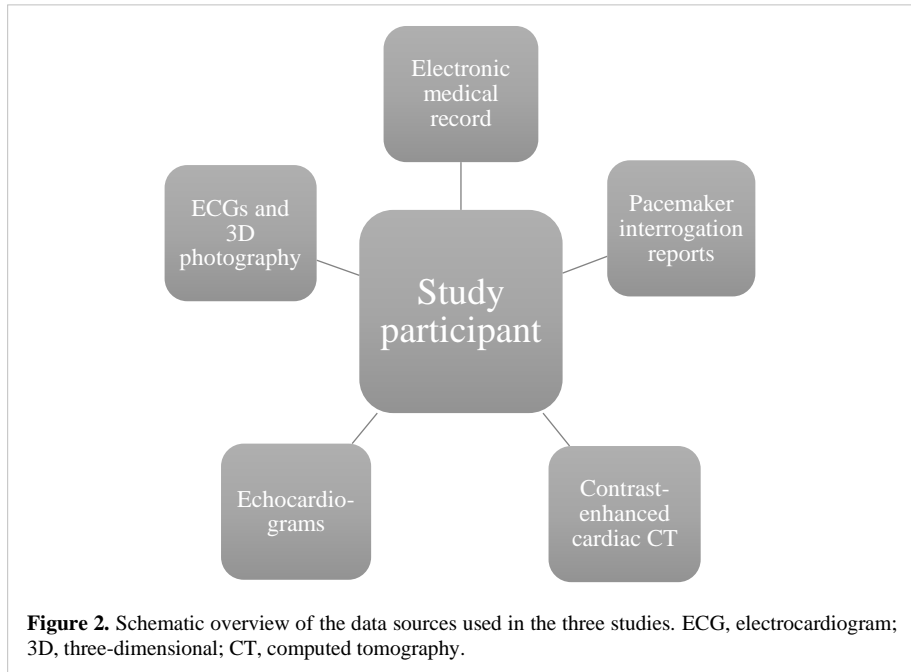 Electronic
medical
record
ECGs and
3D
photography
Pacemaker
interrogation
reports
Study
participant
Echocardio-
grams
Contrast-
enhanced
cardiac CT
Figure 2. Schematic overview of the data sources used in the three studies. ECG, electrocardiogram;
3D, three-dimensional; CT, computed tomography.